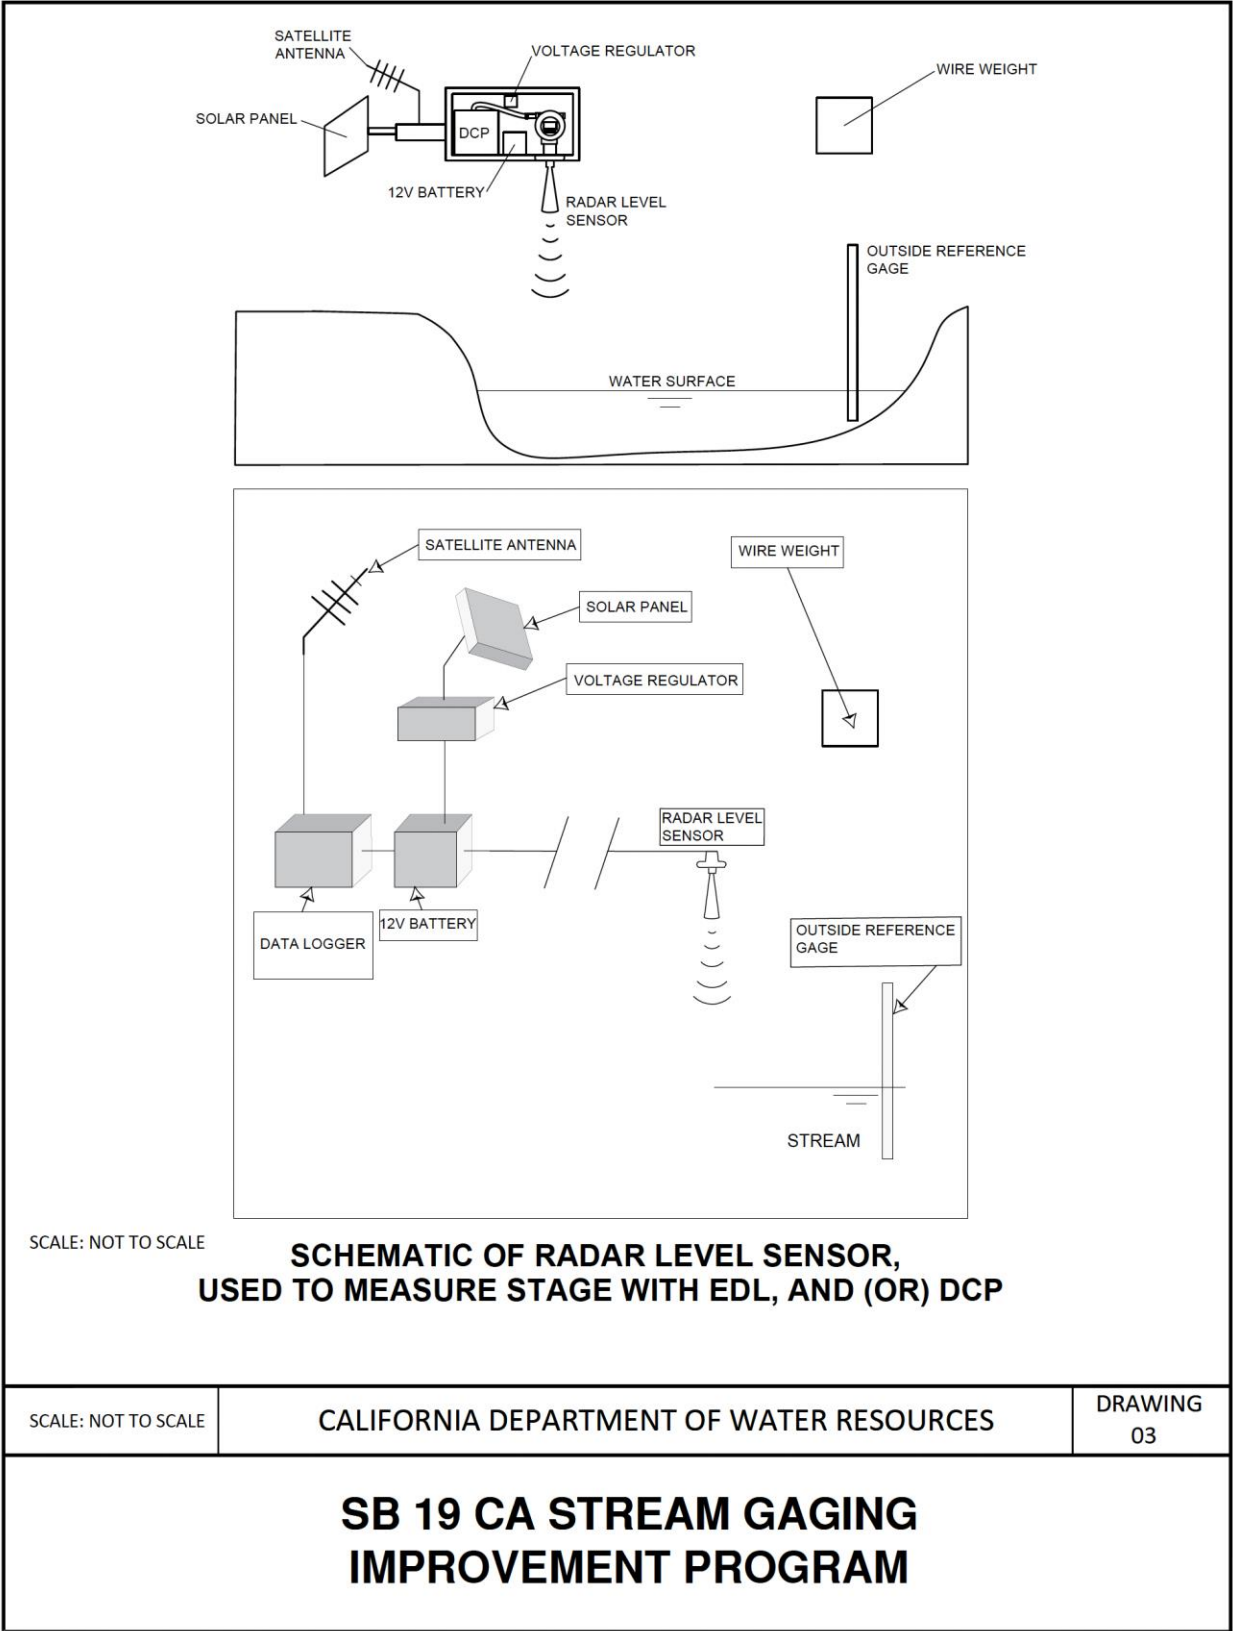 SATELLITE
ANTENNA
VOLTAGE REGULATOR
WIRE WEIGHT
SOLAR PANEL
DCP
12V BATTERY
RADAR LEVEL
SENSOR
OUTSIDE REFERENCE
GAGE
WATER SURFACE
SATELLITE ANTENNA
WIRE WEIGHT
SOLAR PANEL
VOLTAGE REGULATOR
RADAR LEVEL
SENSOR
DATA LOGGER
12V BATTERY
OUTSIDE REFERENCE
GAGE
STREAM
SCALE: NOT TO SCALE
SCHEMATIC OF RADAR LEVEL SENSOR,
USED TO MEASURE STAGE WITH EDL, AND (OR) DCP
SCALE: NOT TO SCALE
CALIFORNIA DEPARTMENT OF WATER RESOURCES
DRAWING
03
SB 19 CA STREAM GAGING
IMPROVEMENT PROGRAM